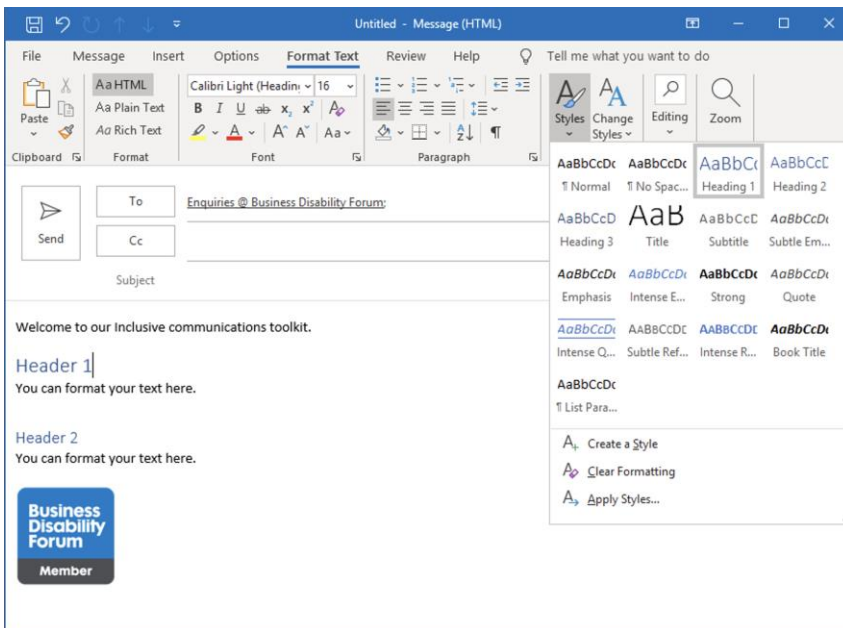 Untitled - Message (HTML)
File Message Insert Options Format Text Review Help Tell me what you want to do
Paste
Clipboard
Aa HTML
Aa Plain Text
Aa Rich Text
Format
Calibri Light (Headin 16
B I U ab x₂ x² A
A A^ Aˇ Aa
Font
Paragraph
Styles
Change Styles
Editing
Zoom
AaBbCcDc AaBbCcDc AaBbC AaBbCcD
¶ Normal ¶ No Spac... Heading 1 Heading 2
AaBbCcD AaB AaBbCcD AaBbCcDc
Heading 3 Title Subtitle Subtle Em...
AaBbCcDc AaBbCcDc AaBbCcDc AaBbCcDc
Emphasis Intense E... Strong Quote
AaBbCcDc AABBCCDC AABBCCDC AaBbCcDc
Intense Q... Subtle Ref... Intense R... Book Title
AaBbCcDc
¶ List Para...
Create a Style
Clear Formatting
Apply Styles...
Send
To Enquiries @ Business Disability Forum;
Cc
Subject
Welcome to our Inclusive communications toolkit.
Header 1
You can format your text here.
Header 2
You can format your text here.
Business
Disability
Forum
Member